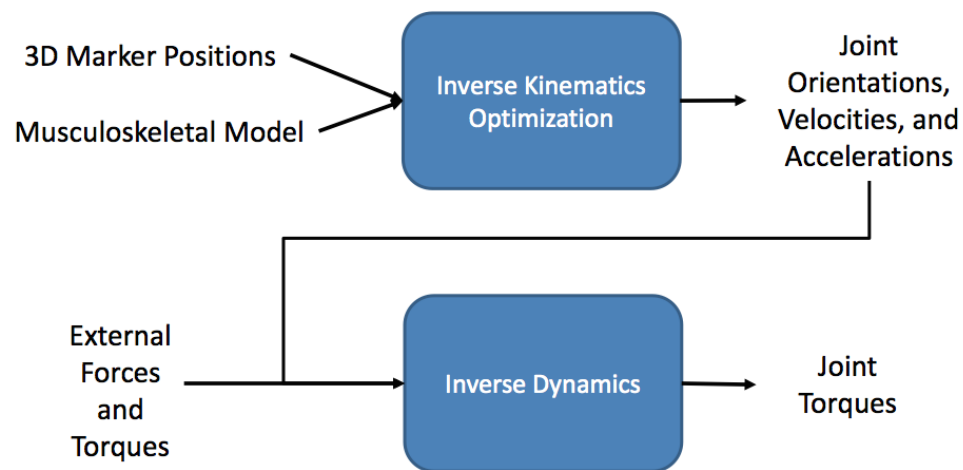 3D Marker Positions
Musculoskeletal Model
Inverse Kinematics
Optimization
Joint
Orientations,
Velocities, and
Accelerations
External
Forces
and
Torques
Inverse Dynamics
Joint
Torques